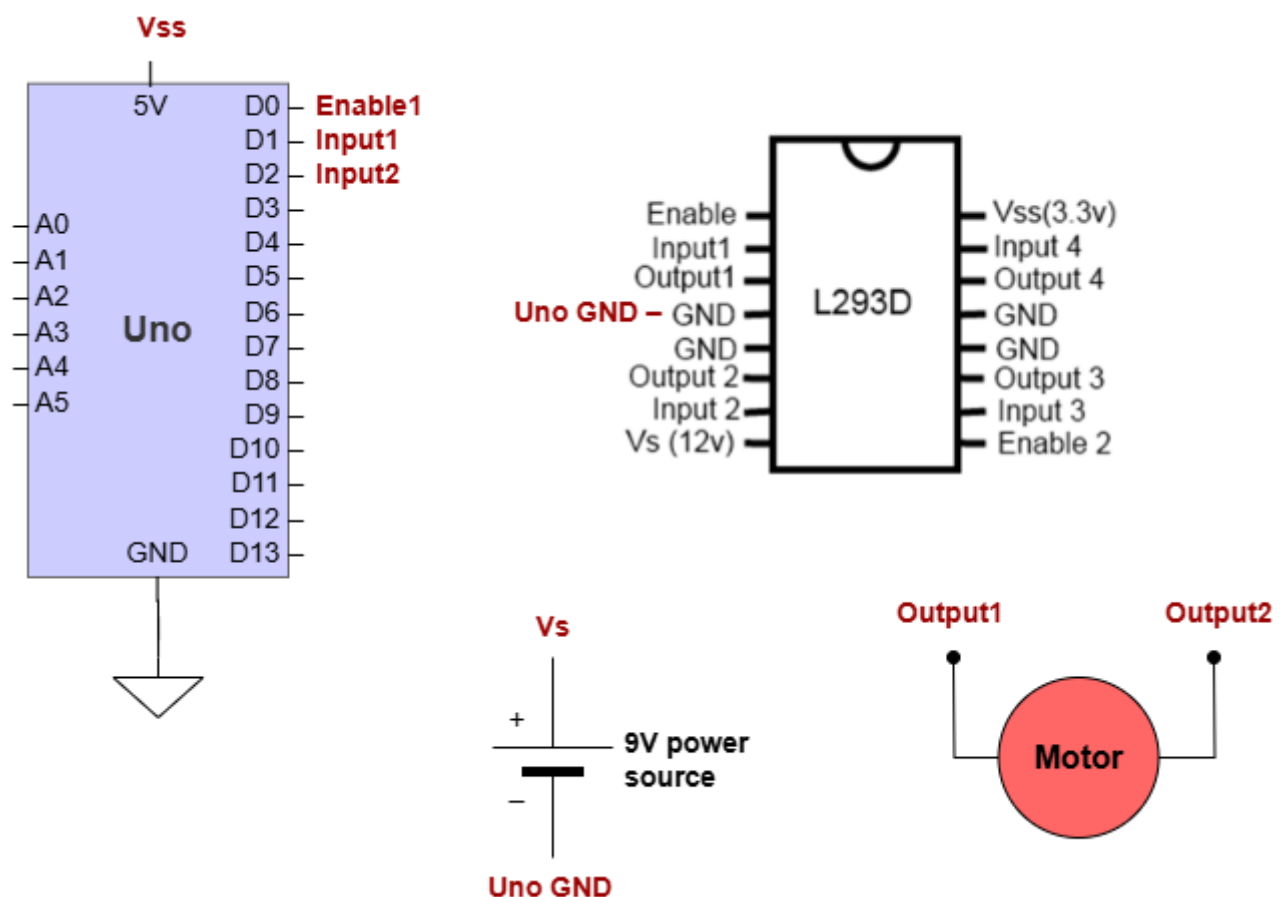 Vss
5V
D0
Enable1
D1
Input1
D2
Input2
D3
D4
D5
D6
D7
D8
D9
D10
D11
D12
D13
A0
A1
A2
A3
A4
A5
Uno
GND
Enable
Input1
Output1
Uno GND – GND
GND
Output 2
Input 2
Vs (12v)
L293D
Vss(3.3v)
Input 4
Output 4
GND
GND
Output 3
Input 3
Enable 2
Vs
+
9V power
source
–
Uno GND
Output1
Output2
Motor